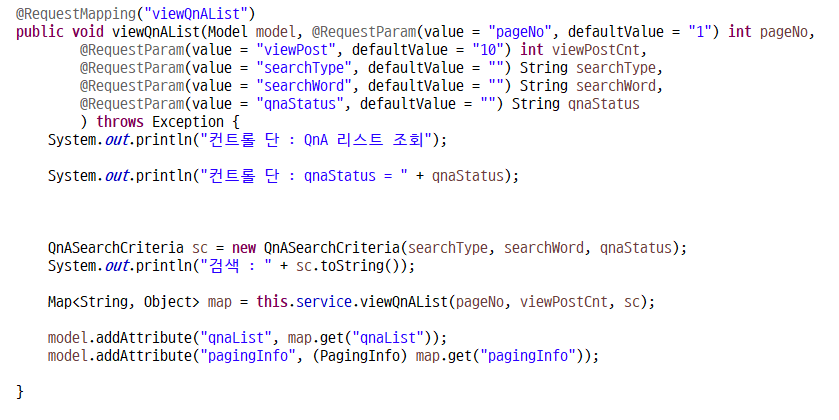 @RequestMapping("viewQnAList")
public void viewQnAList(Model model, @RequestParam(value = "pageNo", defaultValue = "1") int pageNo,
        @RequestParam(value = "viewPost", defaultValue = "10") int viewPostCnt,
        @RequestParam(value = "searchType", defaultValue = "") String searchType,
        @RequestParam(value = "searchWord", defaultValue = "") String searchWord,
        @RequestParam(value = "qnaStatus", defaultValue = "") String qnaStatus
        ) throws Exception {
    System.out.println("컨트롤 단 : QnA 리스트 조회");
    System.out.println("컨트롤 단 : qnaStatus = " + qnaStatus);
    QnASearchCriteria sc = new QnASearchCriteria(searchType, searchWord, qnaStatus);
    System.out.println("검색 : " + sc.toString());
    Map<String, Object> map = this.service.viewQnAList(pageNo, viewPostCnt, sc);
    model.addAttribute("qnaList", map.get("qnaList"));
    model.addAttribute("pagingInfo", (PagingInfo) map.get("pagingInfo"));
}